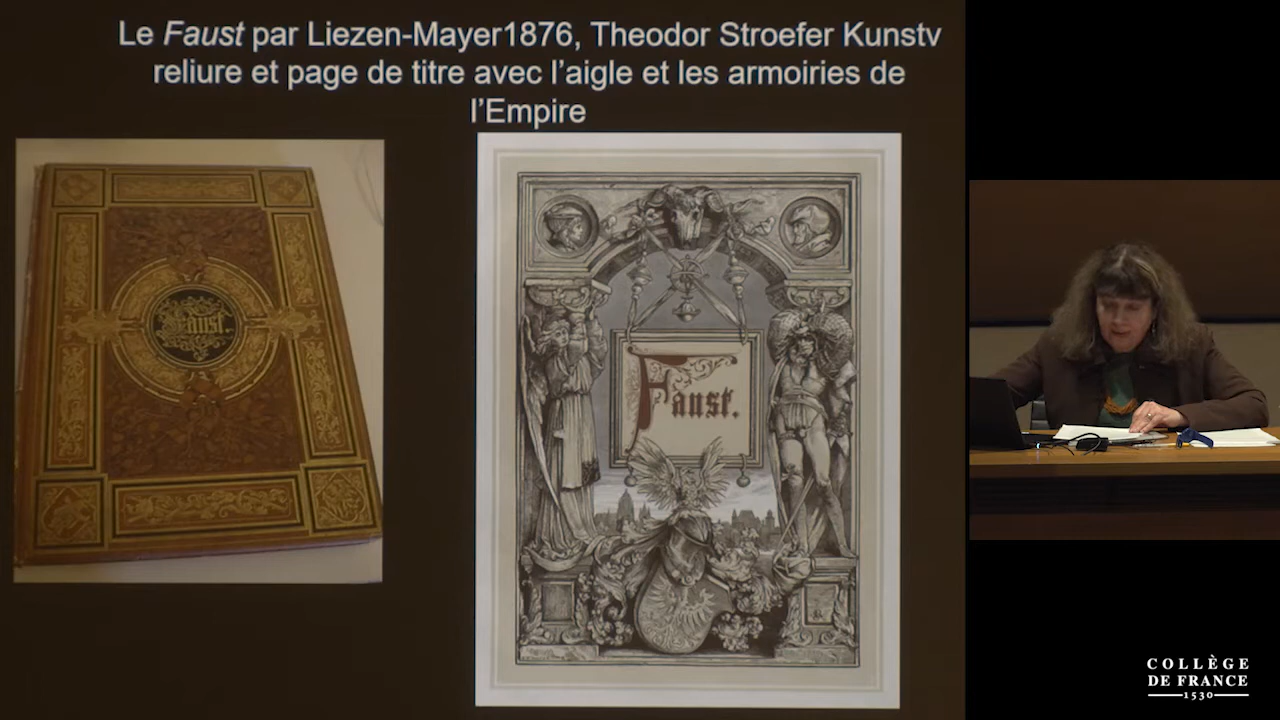 Le Faust par Liezen-Mayer1876, Theodor Stroefer Kunstv
reliure et page de titre avec l’aigle et les armoiries de
l’Empire
Faust.
Faust.
COLLÈGE
DE FRANCE
1530